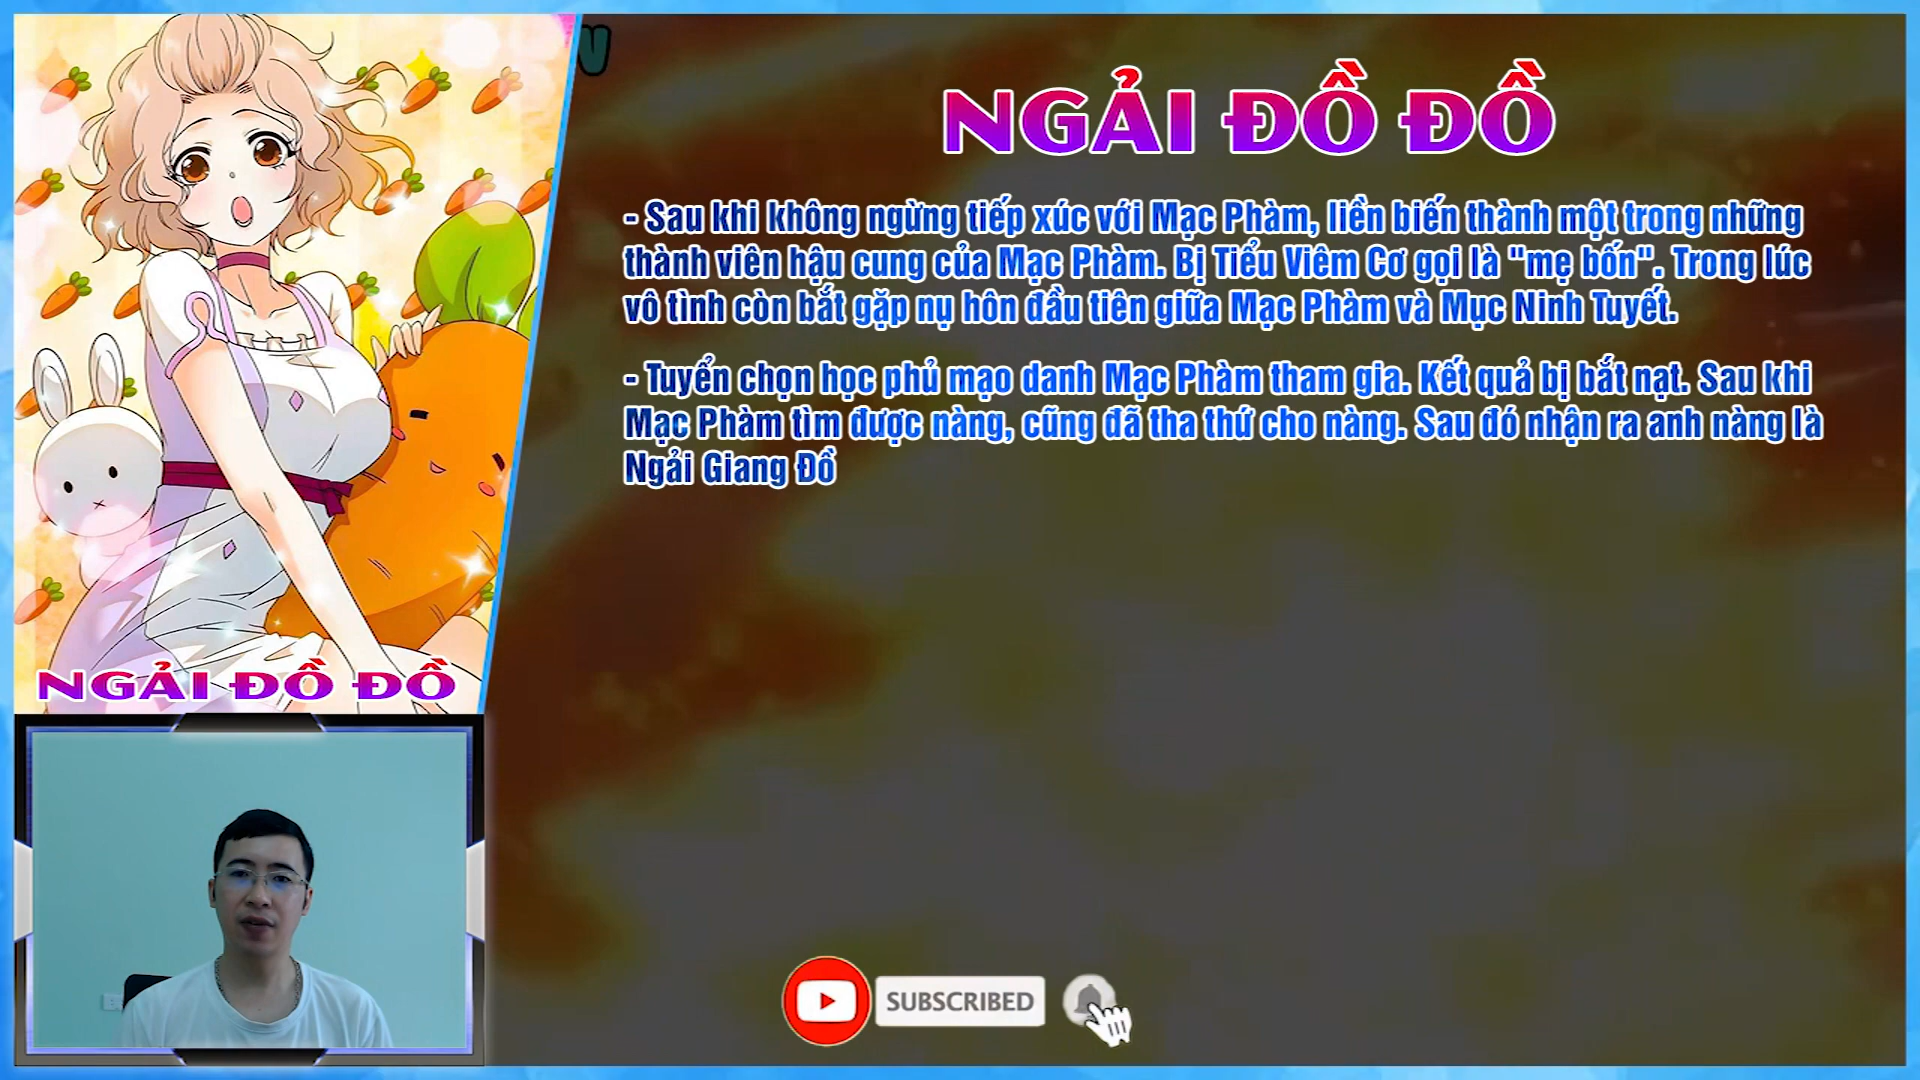 NGẢI ĐỒ ĐỒ
- Sau khi không ngừng tiếp xúc với Mạc Phàm, liền biến thành một trong những
thành viên hậu cung của Mạc Phàm. Bị Tiểu Viêm Cơ gọi là "mẹ bốn". Trong lúc
vô tình còn bắt gặp nụ hôn đầu tiên giữa Mạc Phàm và Mục Ninh Tuyết.
- Tuyển chọn học phủ mạo danh Mạc Phàm tham gia. Kết quả bị bắt nạt. Sau khi
Mạc Phàm tìm được nàng, cũng đã tha thứ cho nàng. Sau đó nhận ra anh nàng là
Ngải Giang Đồ
NGẢI ĐỒ ĐỒ
SUBSCRIBED